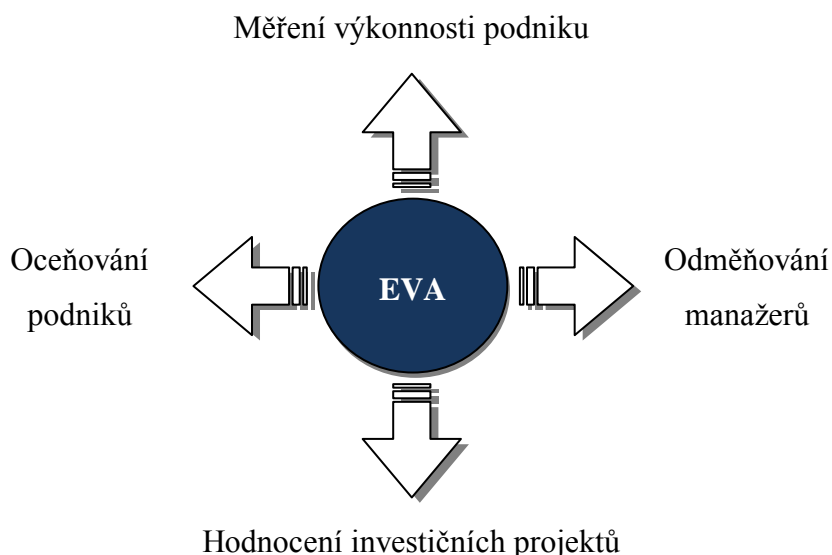 Měření výkonnosti podniku
Oceňování
podniků
EVA
Odměňování
manažerů
Hodnocení investičních projektů